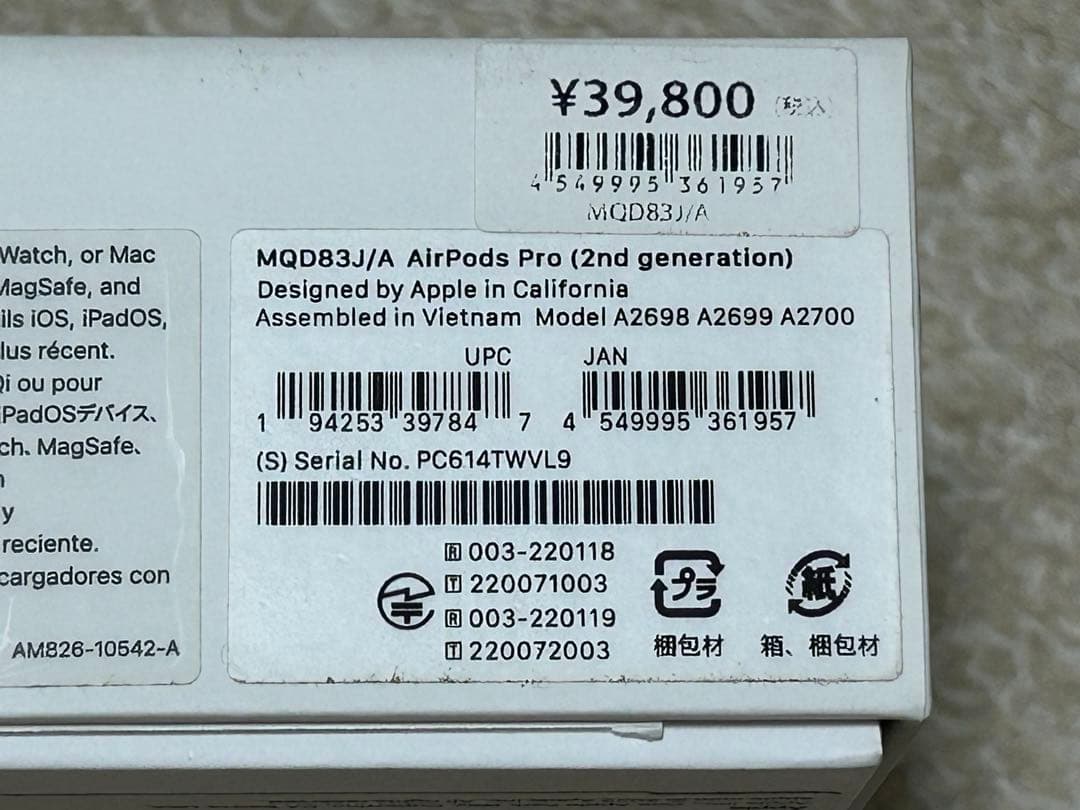 ¥39,800 (税込)
4 549995 361957
MQD83J/A
Watch, or Mac
MagSafe, and
ils iOS, iPadOS,
lus récent.
Qi ou pour
iPadOSデバイス、
ch、MagSafe、
n
y
reciente.
cargadores con
AM826-10542-A
MQD83J/A AirPods Pro (2nd generation)
Designed by Apple in California
Assembled in Vietnam Model A2698 A2699 A2700
UPC JAN
1 94253 39784 7 4 549995 361957
(S) Serial No. PC614TWVL9
R 003-220118
T 220071003
R 003-220119
T 220072003
プラ 紙
梱包材 箱、梱包材